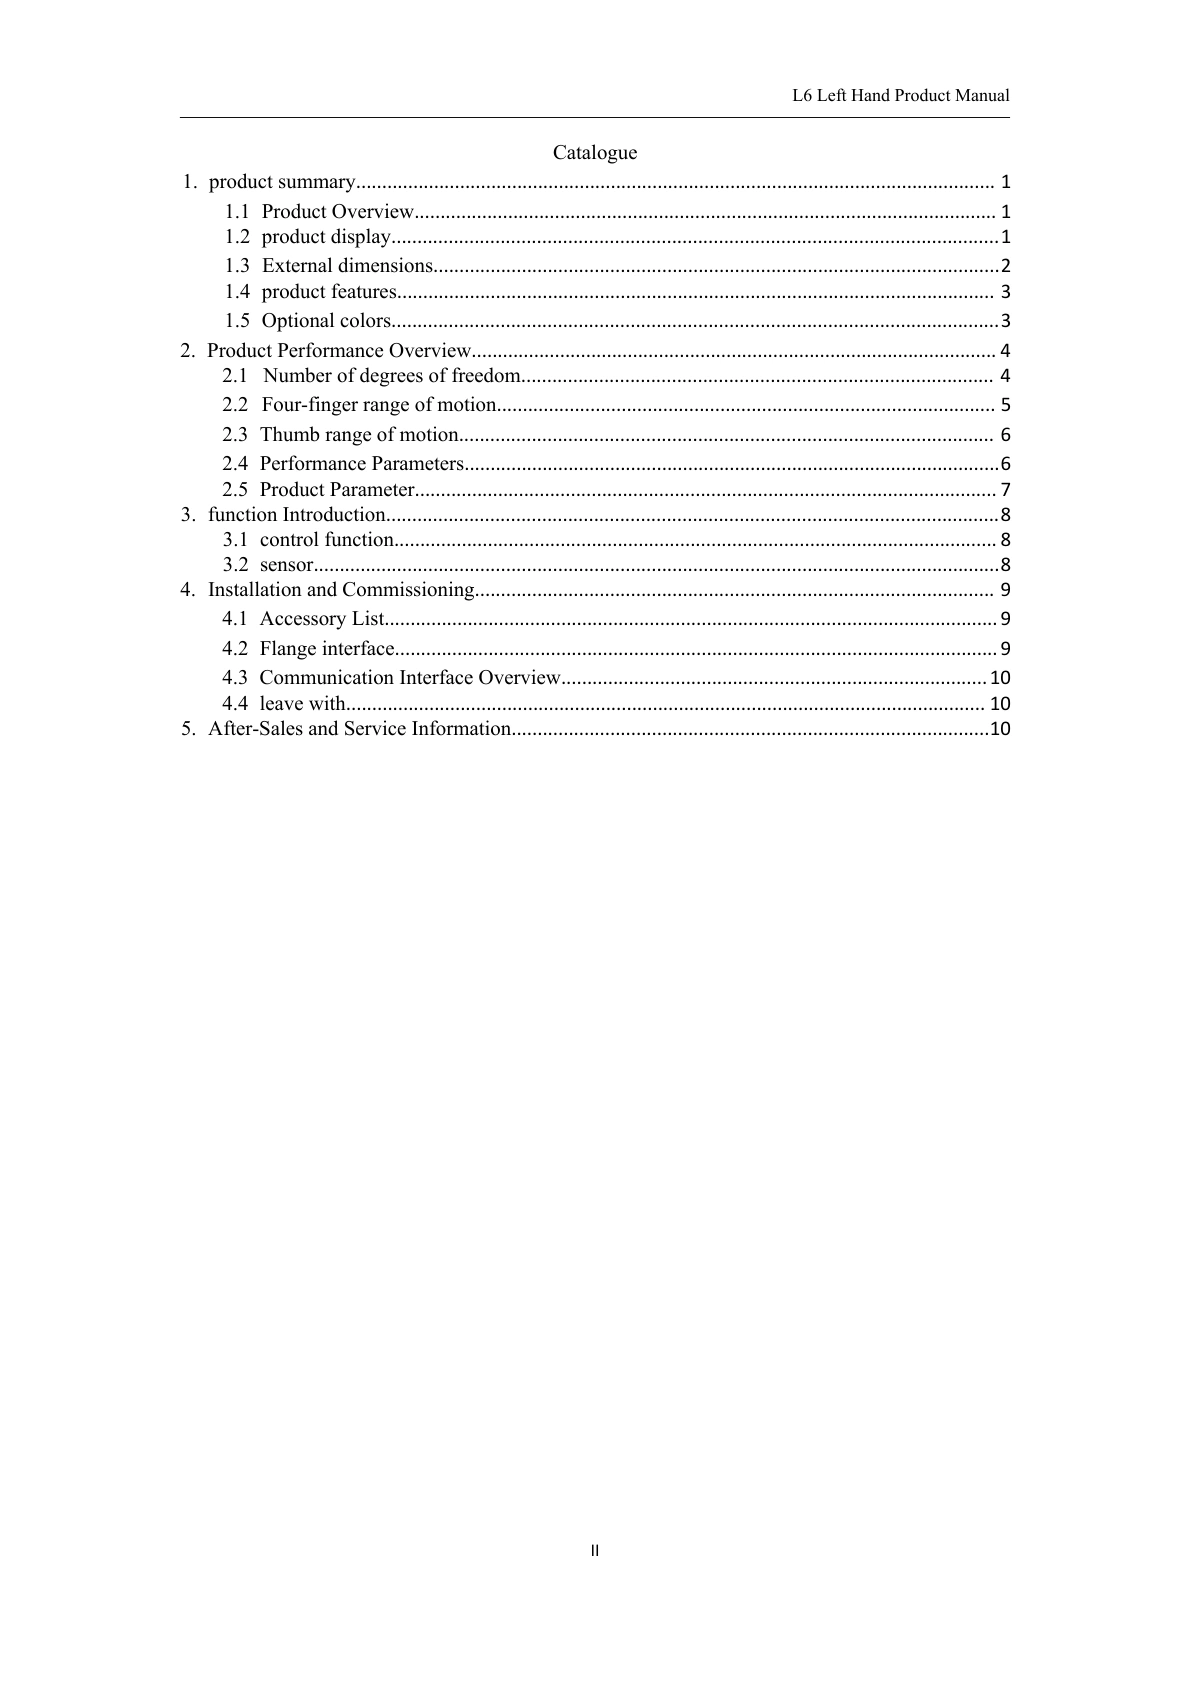 L6 Left Hand Product Manual
Catalogue
1. product summary........................................................................................................................... 1
1.1 Product Overview................................................................................................................ 1
1.2 product display.....................................................................................................................1
1.3 External dimensions.............................................................................................................2
1.4 product features................................................................................................................... 3
1.5 Optional colors.....................................................................................................................3
2. Product Performance Overview..................................................................................................... 4
2.1 Number of degrees of freedom........................................................................................... 4
2.2 Four-finger range of motion................................................................................................ 5
2.3 Thumb range of motion....................................................................................................... 6
2.4 Performance Parameters.......................................................................................................6
2.5 Product Parameter................................................................................................................ 7
3. function Introduction......................................................................................................................8
3.1 control function.................................................................................................................... 8
3.2 sensor....................................................................................................................................8
4. Installation and Commissioning.................................................................................................... 9
4.1 Accessory List...................................................................................................................... 9
4.2 Flange interface.................................................................................................................... 9
4.3 Communication Interface Overview.................................................................................. 10
4.4 leave with........................................................................................................................... 10
5. After-Sales and Service Information............................................................................................10
II